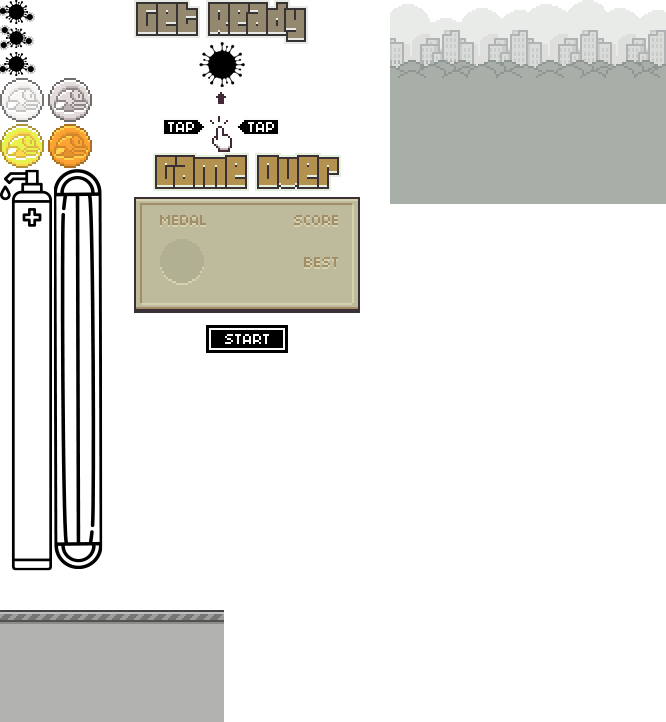 Get Ready
TAP TAP
Game Over
MEDAL SCORE
BEST
START